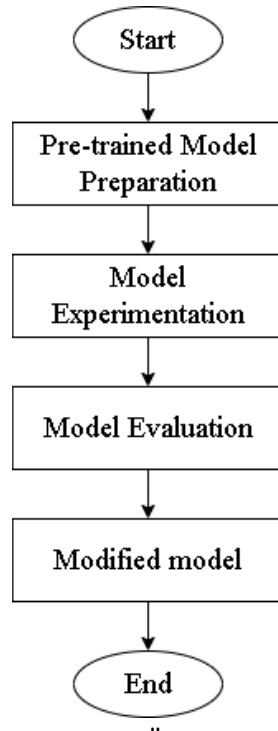 Start
Pre-trained Model
Preparation
Model
Experimentation
Model Evaluation
Modified model
End